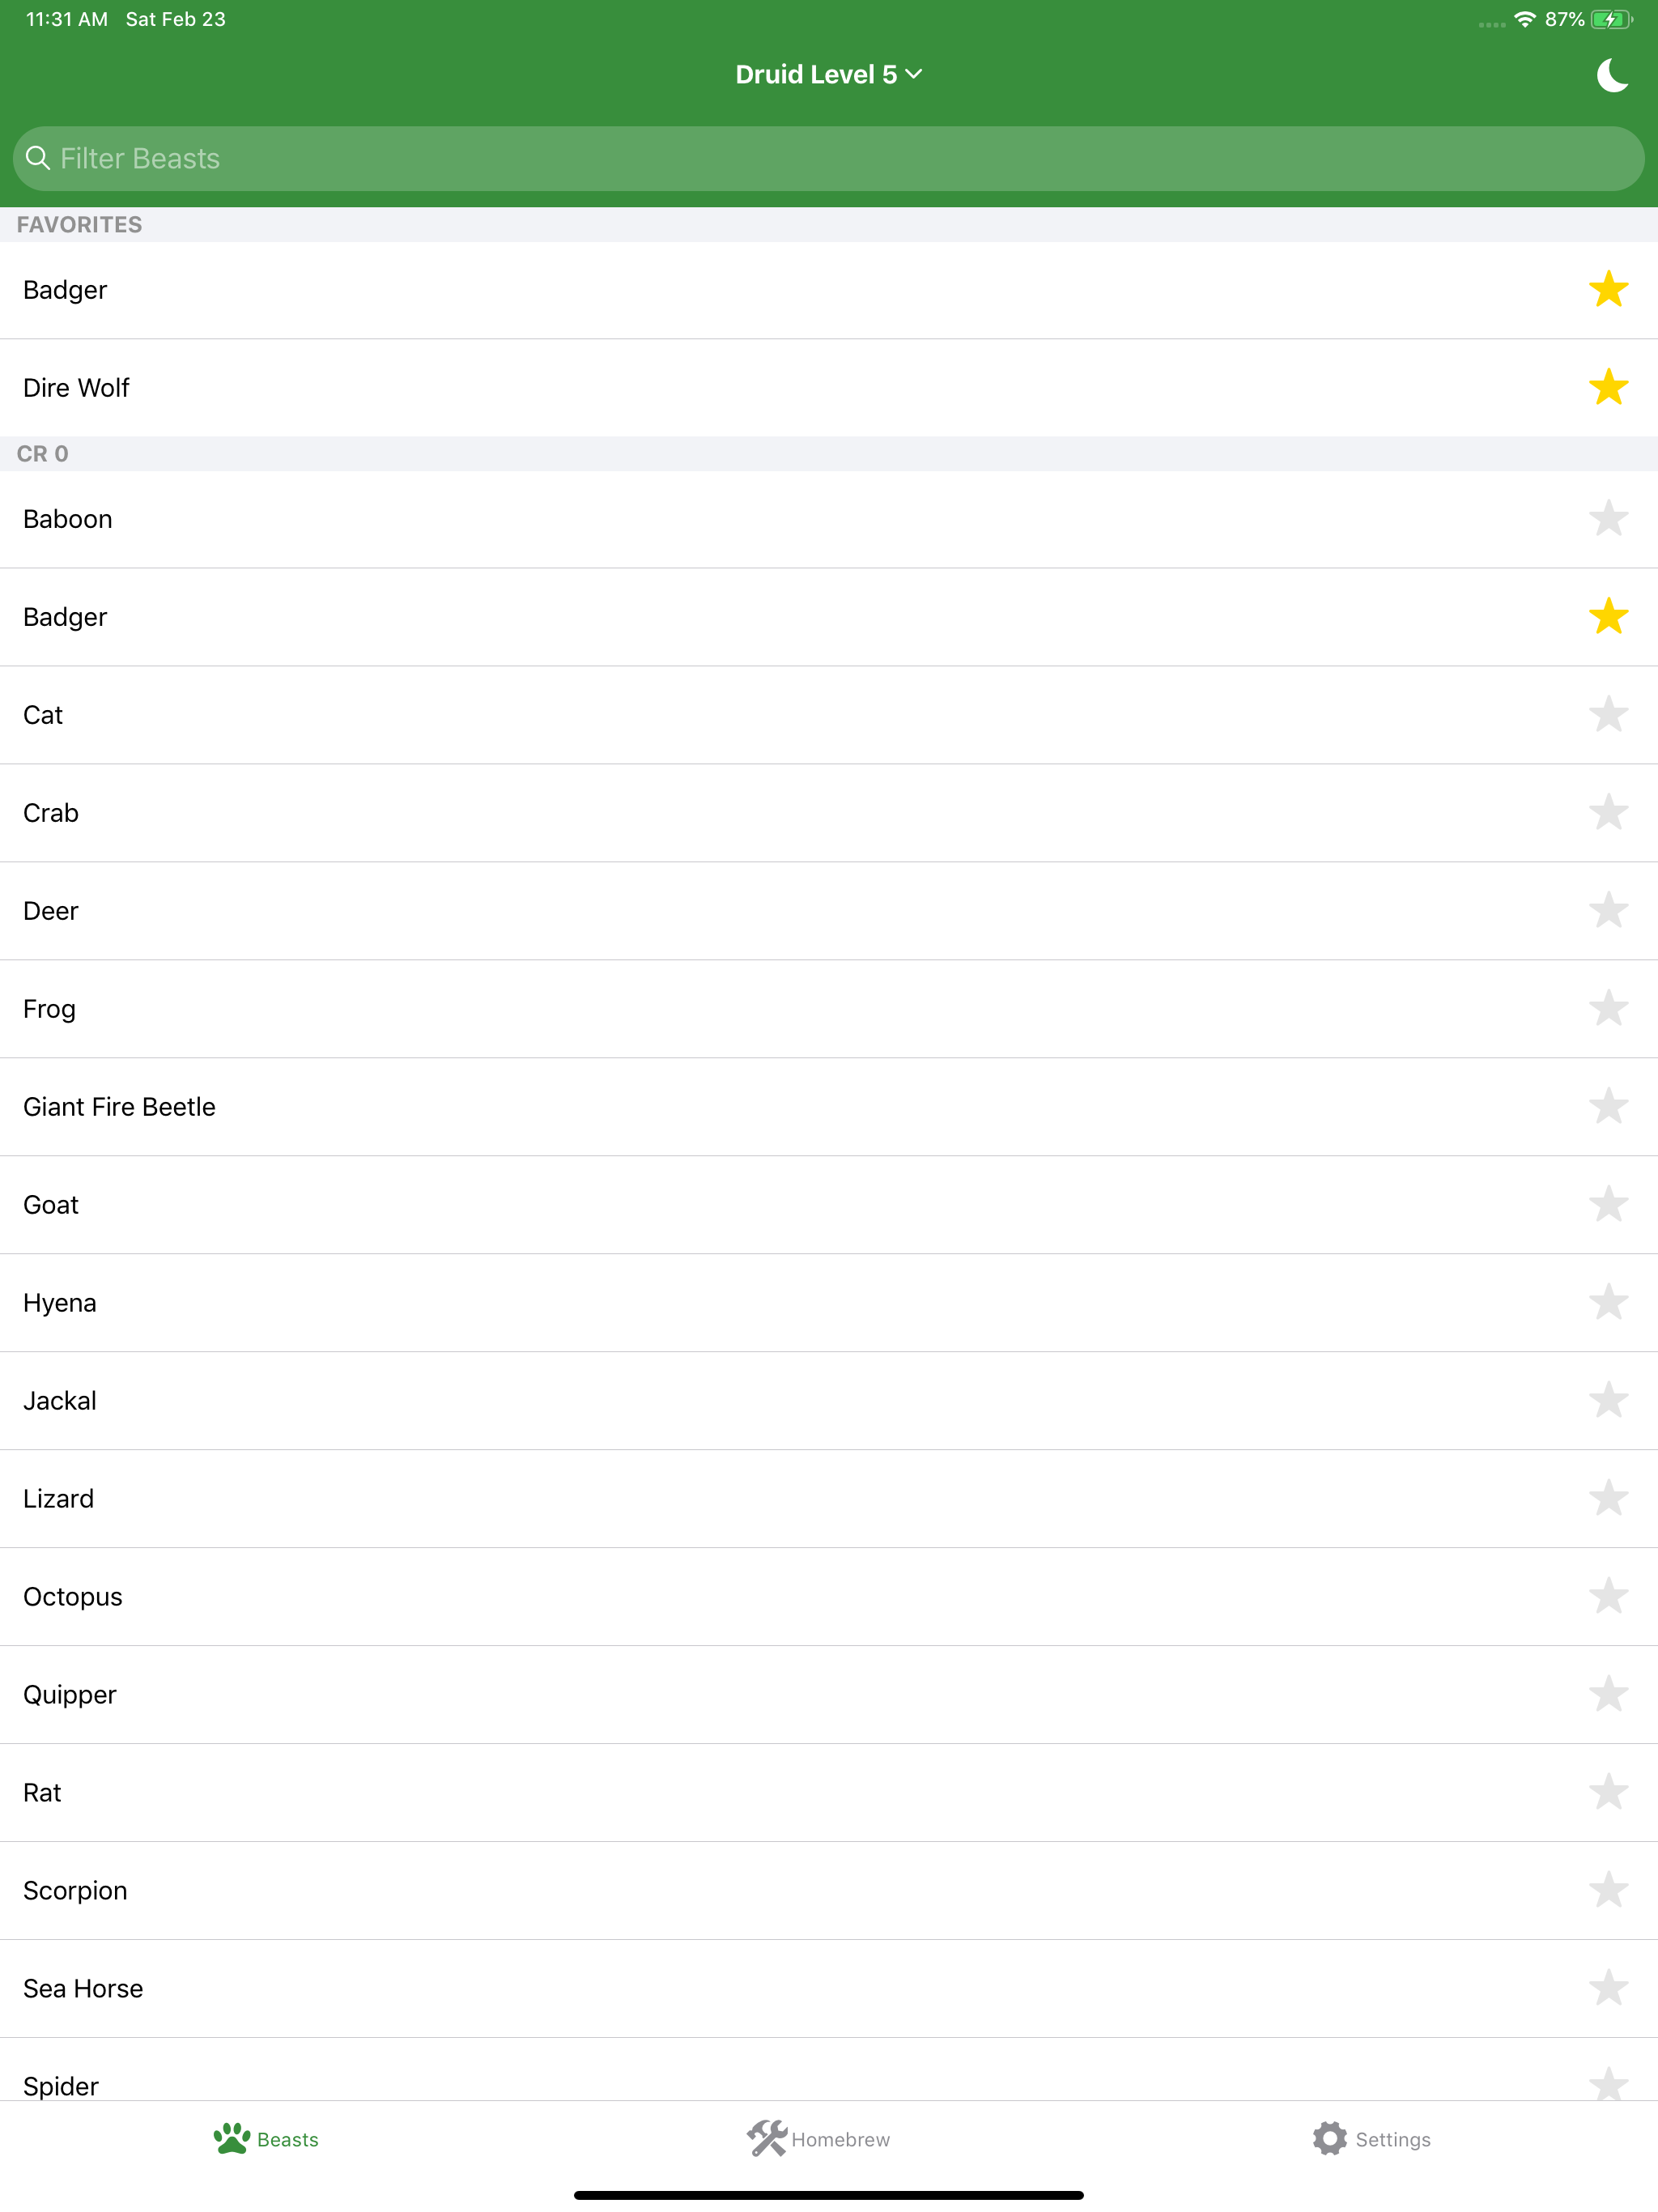 11:31 AM Sat Feb 23 87%
Druid Level 5
Filter Beasts
FAVORITES
Badger
Dire Wolf
CR 0
Baboon
Badger
Cat
Crab
Deer
Frog
Giant Fire Beetle
Goat
Hyena
Jackal
Lizard
Octopus
Quipper
Rat
Scorpion
Sea Horse
Spider
Beasts Homebrew Settings